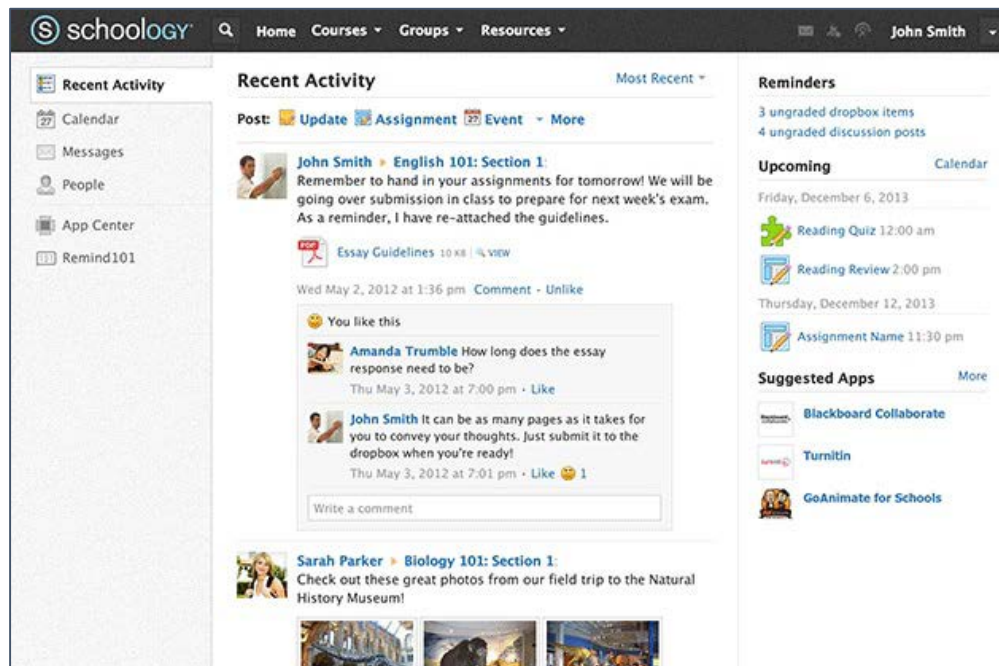 S schoology
Home Courses Groups Resources
John Smith
Recent Activity
27 Calendar
Messages
People
App Center
Remind101
Recent Activity
Most Recent
Post: Update Assignment 27 Event More
John Smith English 101: Section 1:
Remember to hand in your assignments for tomorrow! We will be
going over submission in class to prepare for next week's exam.
As a reminder, I have re-attached the guidelines.
PDF Essay Guidelines 10 KB | VIEW
Wed May 2, 2012 at 1:36 pm Comment - Unlike
You like this
Amanda Trumble How long does the essay
response need to be?
Thu May 3, 2012 at 7:00 pm • Like
John Smith It can be as many pages as it takes for
you to convey your thoughts. Just submit it to the
dropbox when you're ready!
Thu May 3, 2012 at 7:01 pm • Like 1
Write a comment
Sarah Parker Biology 101: Section 1:
Check out these great photos from our field trip to the Natural
History Museum!
Reminders
3 ungraded dropbox items
4 ungraded discussion posts
Upcoming
Calendar
Friday, December 6, 2013
Reading Quiz 12:00 am
Reading Review 2:00 pm
Thursday, December 12, 2013
Assignment Name 11:30 pm
Suggested Apps
More
Blackboard Collaborate
Turnitin
GoAnimate for Schools